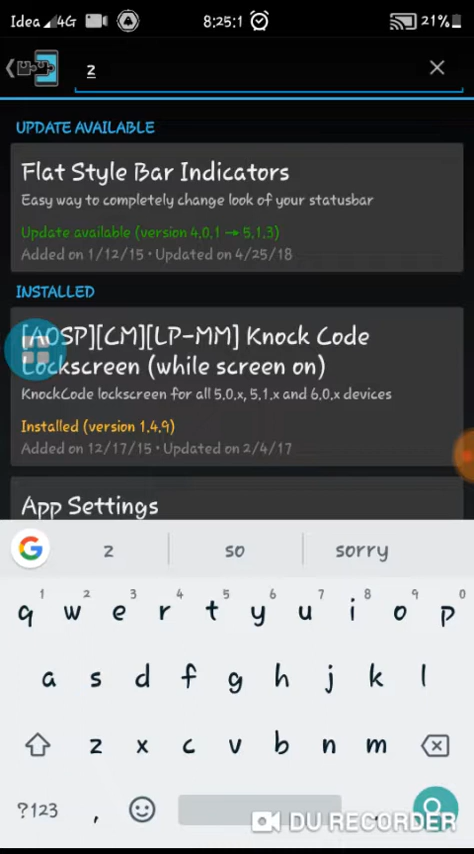 Idea 4G 8:25:1 21%
z
UPDATE AVAILABLE
Flat Style Bar Indicators
Easy way to completely change look of your statusbar
Update available (version 4.0.1 → 5.1.3)
Added on 1/12/15 • Updated on 4/25/18
INSTALLED
[AOSP][CM][LP-MM] Knock Code
Lockscreen (while screen on)
KnockCode lockscreen for all 5.0.x, 5.1.x and 6.0.x devices
Installed (version 1.4.9)
Added on 12/17/15 • Updated on 2/4/17
App Settings
G z so sorry
1 2 3 4 5 6 7 8 9 0
q w e r t y u i o p
a s d f g h j k l
z x c v b n m
?123 , .
DU RECORDER